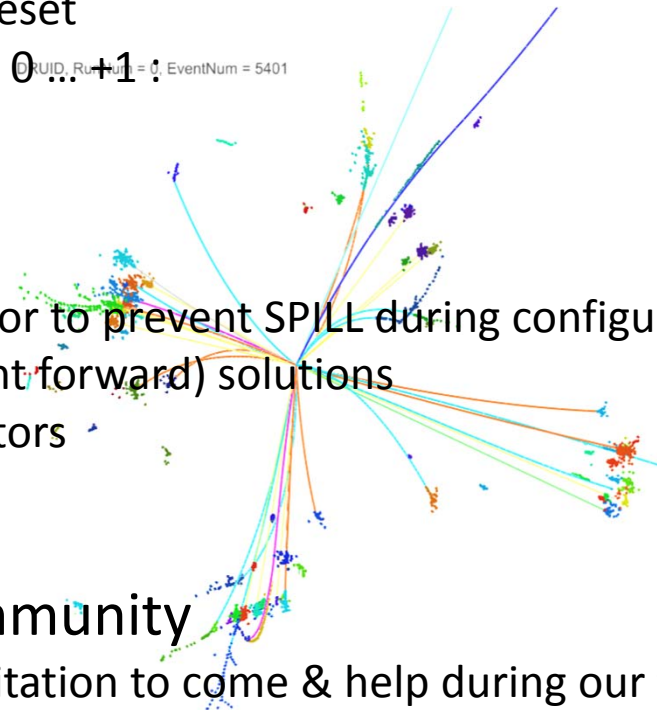 eset
0 ... +1 :
DRUID, RunNum = 0, EventNum = 5401
or to prevent SPILL during configu
nt forward) solutions
tors
mmunity
itation to come & help during our